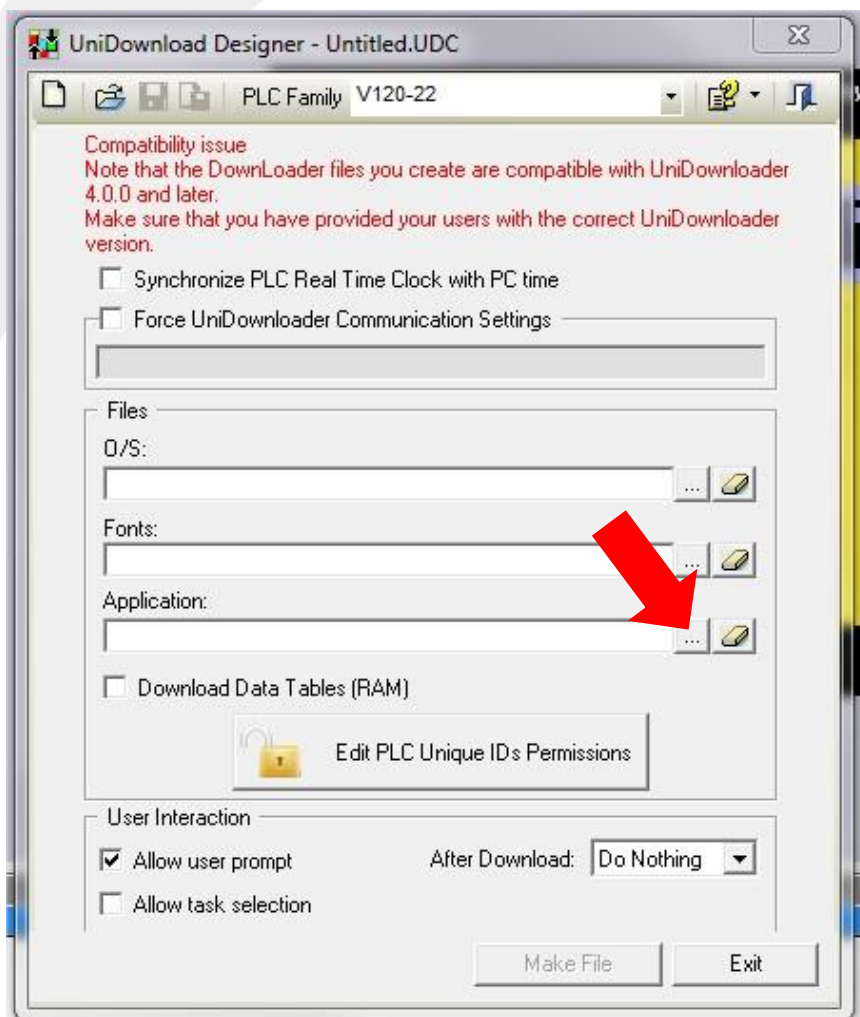 UniDownload Designer - Untitled.UDC
PLC Family V120-22
Compatibility issue
Note that the DownLoader files you create are compatible with UniDownloader
4.0.0 and later.
Make sure that you have provided your users with the correct UniDownloader
version.
Synchronize PLC Real Time Clock with PC time
Force UniDownloader Communication Settings
Files
O/S:
...
Fonts:
...
Application:
...
Download Data Tables (RAM)
Edit PLC Unique IDs Permissions
User Interaction
Allow user prompt After Download: Do Nothing
Allow task selection
Make File Exit